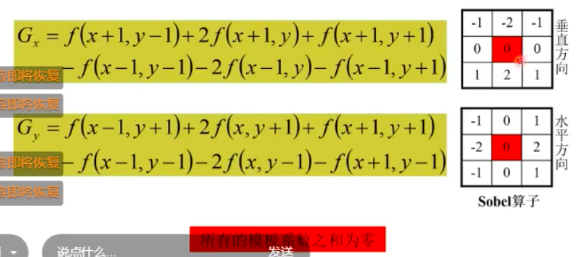 G_x = f(x+1, y−1)+2f(x+1, y)+ f(x+1, y+1)
− f(x−1, y−1)−2f(x−1, y)− f(x−1, y+1)
-1 -2 -1
0 0 0
1 2 1
垂直方向
即将恢复
即将恢复
G_y = f(x−1, y+1)+2f(x, y+1)+ f(x+1, y+1)
− f(x−1, y−1)−2f(x, y−1)− f(x+1, y−1)
-1 0 1
-2 0 2
-1 0 1
水平方向
即将恢复
即将恢复
Sobel算子
所有的模板系数之和为零
说点什么...
发送